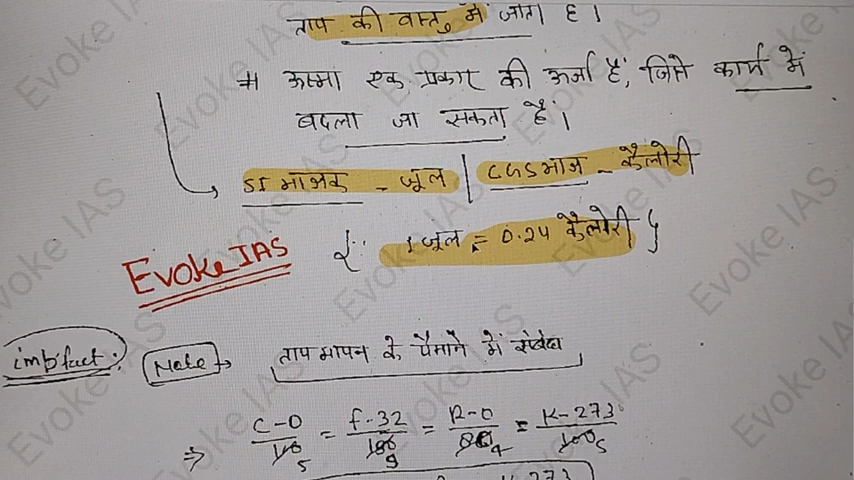 ताप की वस्तु में जाता है।
# ऊष्मा एक प्रकार की ऊर्जा है, जिसे कार्य में
बदला जा सकता है।
SI मात्रक - जूल | CGS मात्रक - कैलोरी
{∵ 1 जूल = 0.24 कैलोरी}
Evoke IAS
imp fact: Note → ताप मापन के पैमाने में संबंध
⇒ C-0/100 5 = F-32/180 9 = R-0/80 4 = K-273/100 5